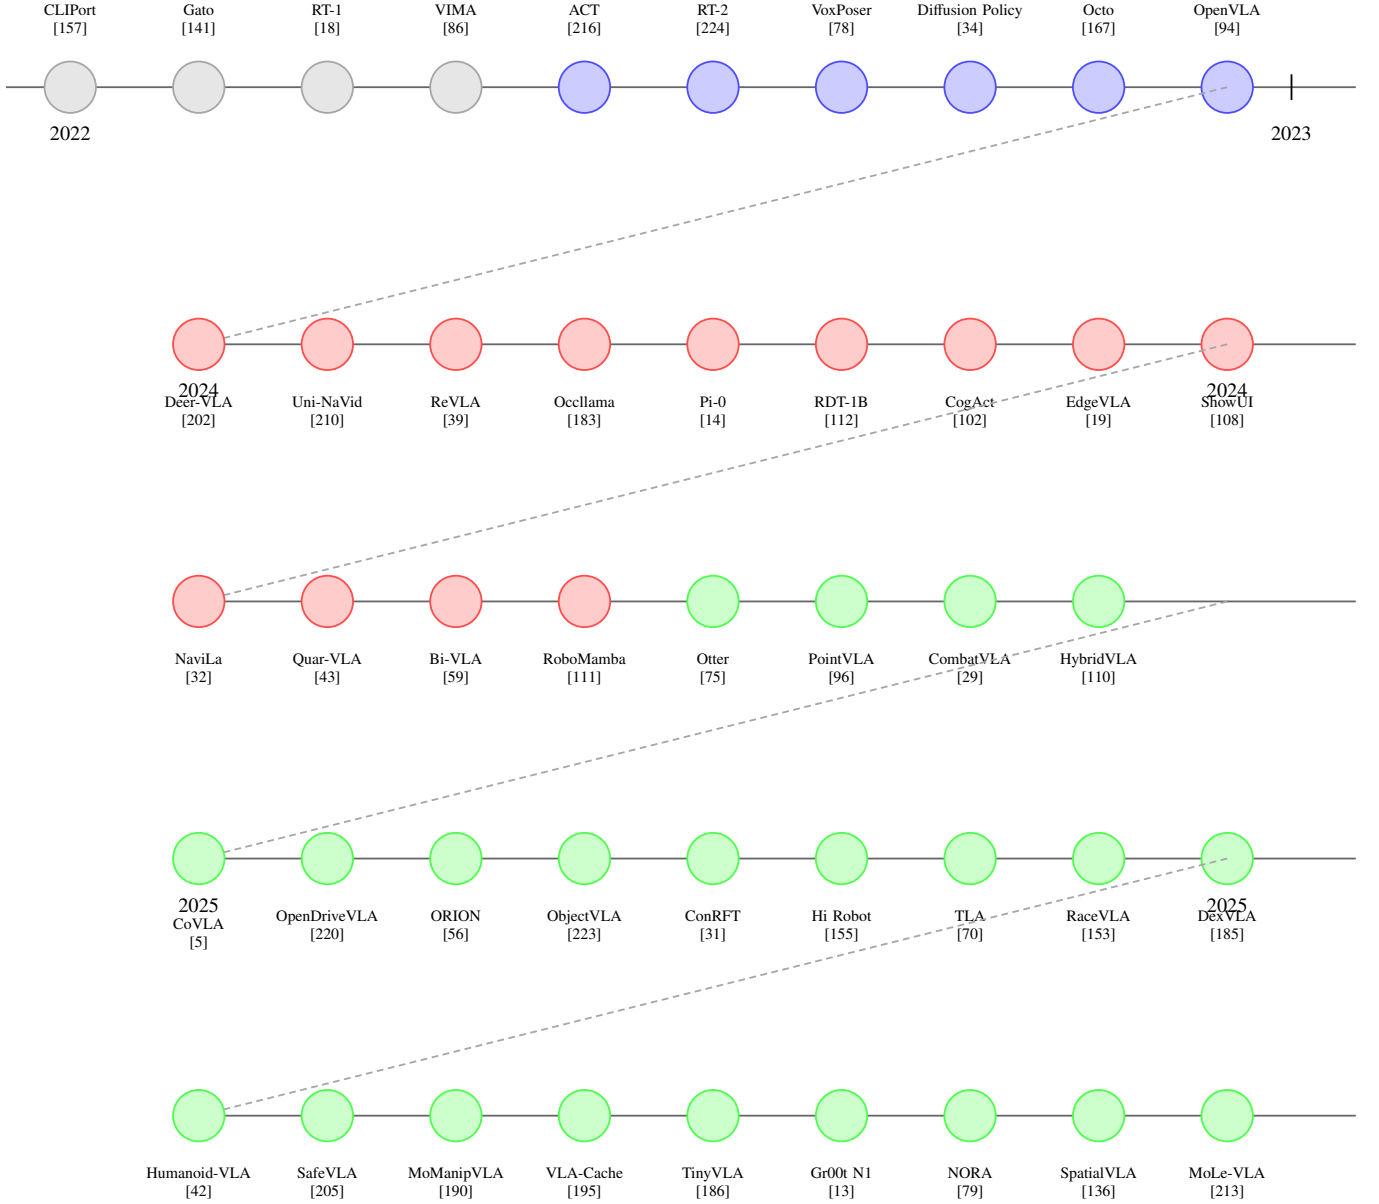 CLIPort Gato RT-1 VIMA ACT RT-2 VoxPoser Diffusion Policy Octo OpenVLA
[157] [141] [18] [86] [216] [224] [78] [34] [167] [94]
2022 2023
2024 2024
Deer-VLA Uni-NaVid ReVLA Occllama Pi-0 RDT-1B CogAct EdgeVLA ShowUI
[202] [210] [39] [183] [14] [112] [102] [19] [108]
NaviLa Quar-VLA Bi-VLA RoboMamba Otter PointVLA CombatVLA HybridVLA
[32] [43] [59] [111] [75] [96] [29] [110]
2025 2025
CoVLA OpenDriveVLA ORION ObjectVLA ConRFT Hi Robot TLA RaceVLA DexVLA
[5] [220] [56] [223] [31] [155] [70] [153] [185]
Humanoid-VLA SafeVLA MoManipVLA VLA-Cache TinyVLA Gr00t N1 NORA SpatialVLA MoLe-VLA
[42] [205] [190] [195] [186] [13] [79] [136] [213]